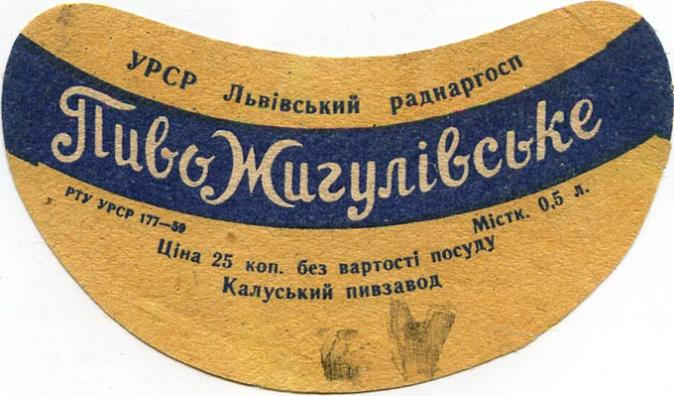 УРСР Львівський раднаргосп
Пиво Жигулівське
РТУ УРСР 177—59
Містк. 0,5 л.
Ціна 25 коп. без вартості посуду
Калуський пивзавод